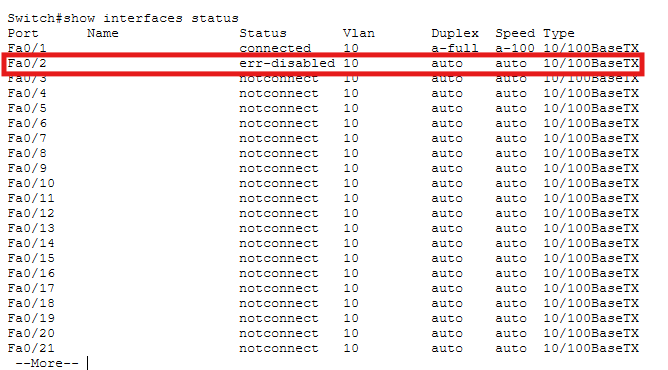 Switch#show interfaces status
Port      Name               Status       Vlan       Duplex  Speed Type
Fa0/1                        connected    10         a-full  a-100 10/100BaseTX
Fa0/2                        err-disabled 10         auto    auto  10/100BaseTX
Fa0/3                        notconnect   10         auto    auto  10/100BaseTX
Fa0/4                        notconnect   10         auto    auto  10/100BaseTX
Fa0/5                        notconnect   10         auto    auto  10/100BaseTX
Fa0/6                        notconnect   10         auto    auto  10/100BaseTX
Fa0/7                        notconnect   10         auto    auto  10/100BaseTX
Fa0/8                        notconnect   10         auto    auto  10/100BaseTX
Fa0/9                        notconnect   10         auto    auto  10/100BaseTX
Fa0/10                       notconnect   10         auto    auto  10/100BaseTX
Fa0/11                       notconnect   10         auto    auto  10/100BaseTX
Fa0/12                       notconnect   10         auto    auto  10/100BaseTX
Fa0/13                       notconnect   10         auto    auto  10/100BaseTX
Fa0/14                       notconnect   10         auto    auto  10/100BaseTX
Fa0/15                       notconnect   10         auto    auto  10/100BaseTX
Fa0/16                       notconnect   10         auto    auto  10/100BaseTX
Fa0/17                       notconnect   10         auto    auto  10/100BaseTX
Fa0/18                       notconnect   10         auto    auto  10/100BaseTX
Fa0/19                       notconnect   10         auto    auto  10/100BaseTX
Fa0/20                       notconnect   10         auto    auto  10/100BaseTX
Fa0/21                       notconnect   10         auto    auto  10/100BaseTX
 --More--